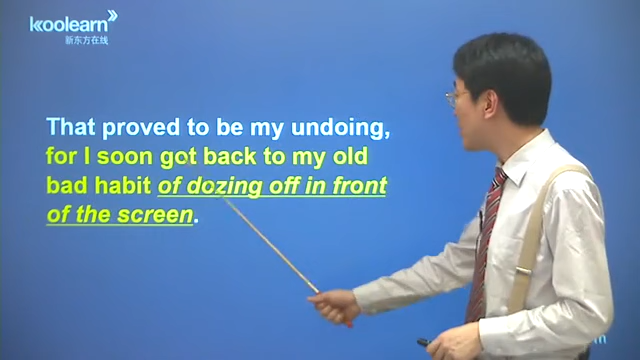 koolearn
新东方在线
That proved to be my undoing,
for I soon got back to my old
bad habit of dozing off in front
of the screen.